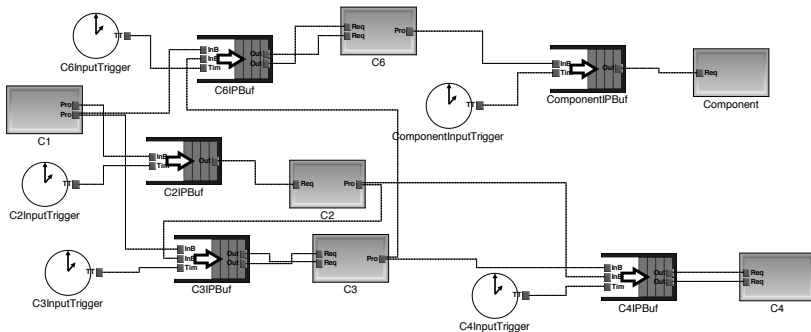 TT
C6InputTrigger
InB
InB
Tim
Out
Out
C6IPBuf
Req
Req
Pro
C6
InB
Tim
Out
ComponentIPBuf
Req
Component
TT
ComponentInputTrigger
Pro
Pro
C1
InB
Tim
Out
C2IPBuf
TT
C2InputTrigger
Req
Pro
C2
InB
InB
Tim
Out
Out
C3IPBuf
TT
C3InputTrigger
Req
Req
Pro
C3
InB
InB
Tim
Out
Out
C4IPBuf
TT
C4InputTrigger
Req
Req
C4